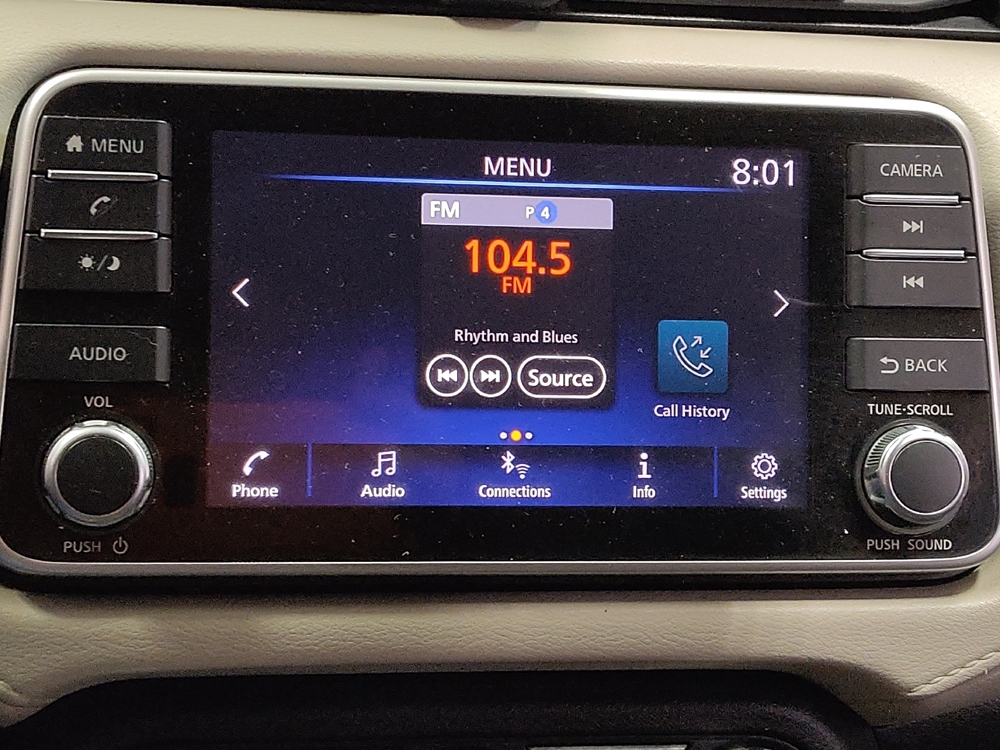 MENU
AUDIO
VOL
PUSH
MENU
8:01
FM P 4
104.5
FM
Rhythm and Blues
Source
Call History
Phone
Audio
Connections
Info
Settings
CAMERA
BACK
TUNE·SCROLL
PUSH SOUND